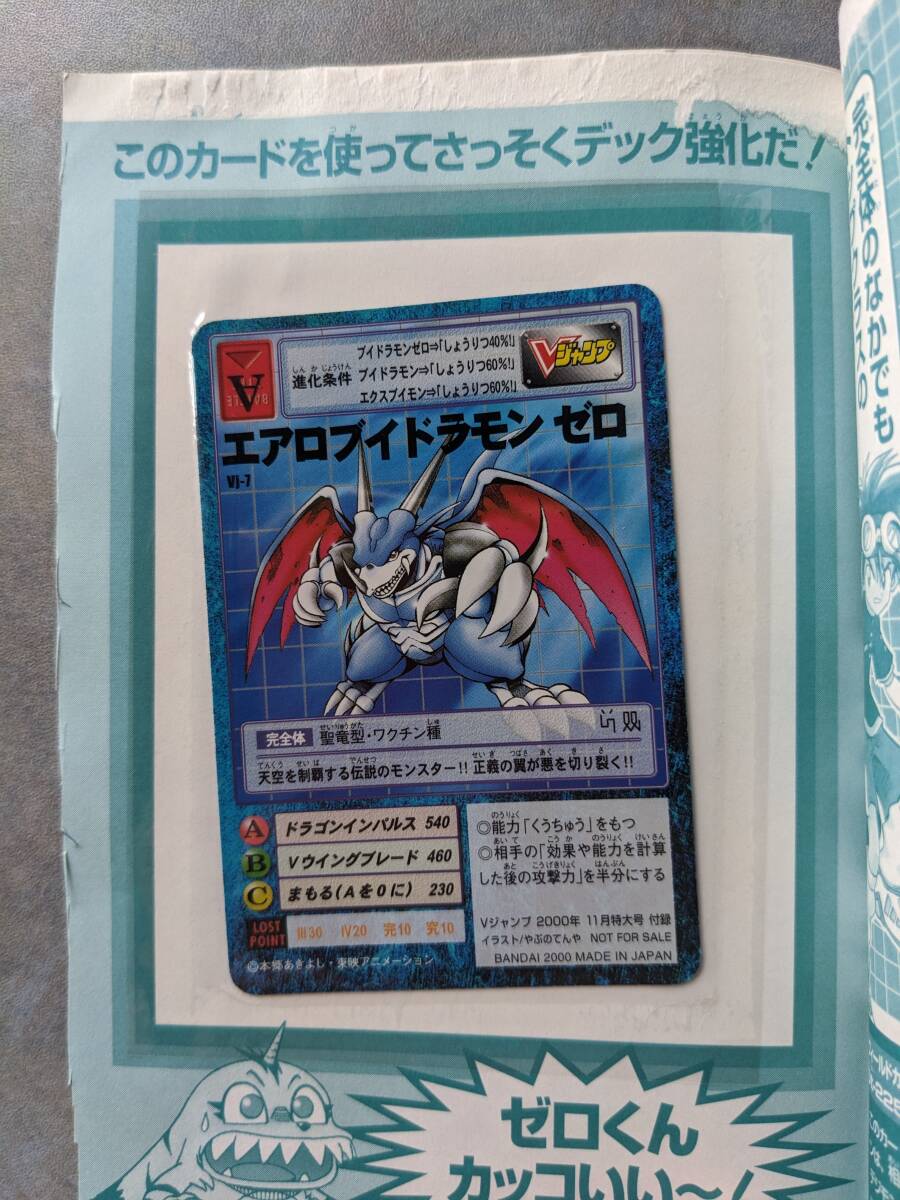 このカードを使ってさっそくデック強化だ！
完全体のなかでも
進化条件
ブイドラモンゼロ⇒「しょうりつ40%!」
ブイドラモン⇒「しょうりつ60%!」
エクスブイモン⇒「しょうりつ60%!」
Vジャンプ
エアロブイドラモン ゼロ
Vj-7
完全体 聖竜型・ワクチン種
天空を制覇する伝説のモンスター!! 正義の翼が悪を切り裂く!!
A ドラゴンインパルス 540
B Vウイングブレード 460
C まもる(Aを0に) 230
LOST POINT III30 IV20 完10 究10
◎能力「くうちゅう」をもつ
◎相手の「効果や能力を計算
した後の攻撃力」を半分にする
Vジャンプ 2000年 11月特大号 付録
イラスト/やぶのてんや NOT FOR SALE
BANDAI 2000 MADE IN JAPAN
©本郷あきよし・東映アニメーション
ゼロくん
カッコいい〜！